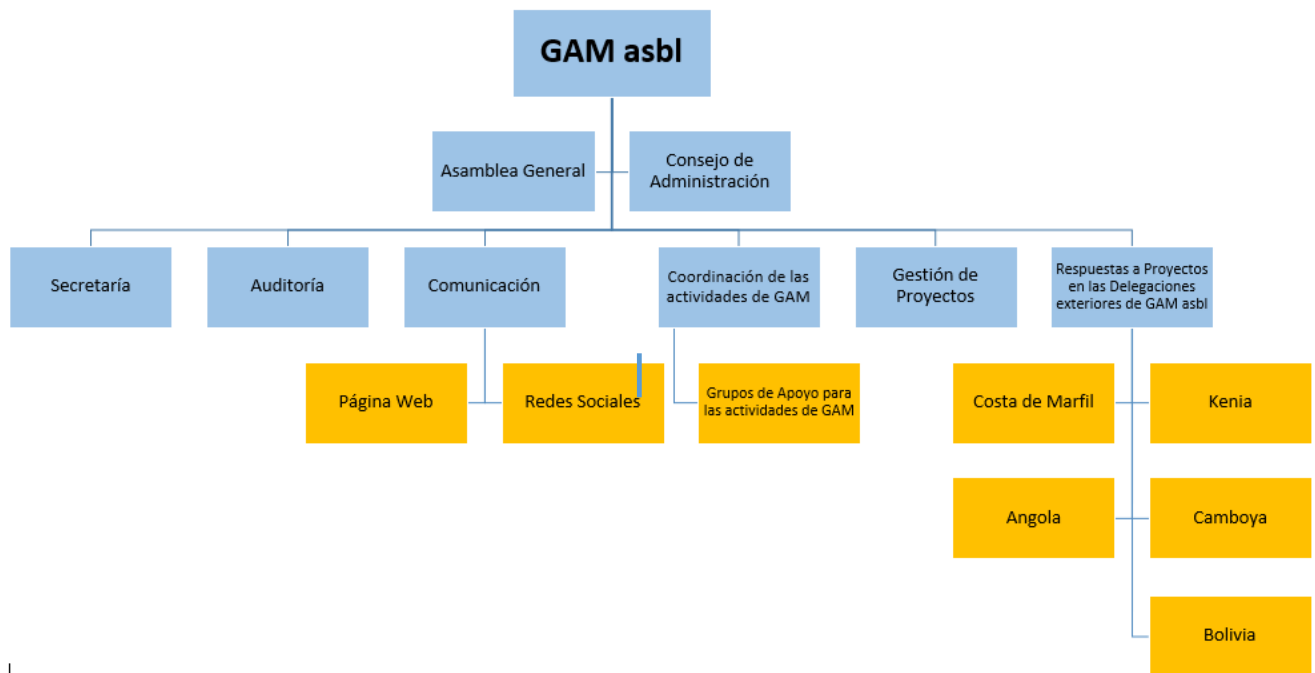 GAM asbl
Asamblea General
Consejo de
Administración
Secretaría
Auditoría
Comunicación
Coordinación de las
actividades de GAM
Gestión de
Proyectos
Respuestas a Proyectos
en las Delegaciones
exteriores de GAM asbl
Página Web
Redes Sociales
Grupos de Apoyo para
las actividades de GAM
Costa de Marfil
Kenia
Angola
Camboya
Bolivia